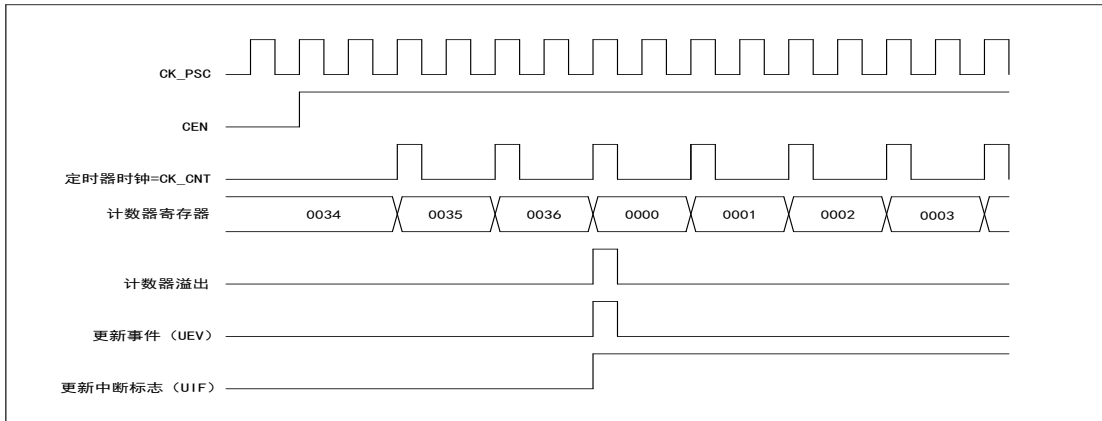 CK_PSC
CEN
定时器时钟=CK_CNT
计数器寄存器 0034 0035 0036 0000 0001 0002 0003
计数器溢出
更新事件（UEV）
更新中断标志（UIF）